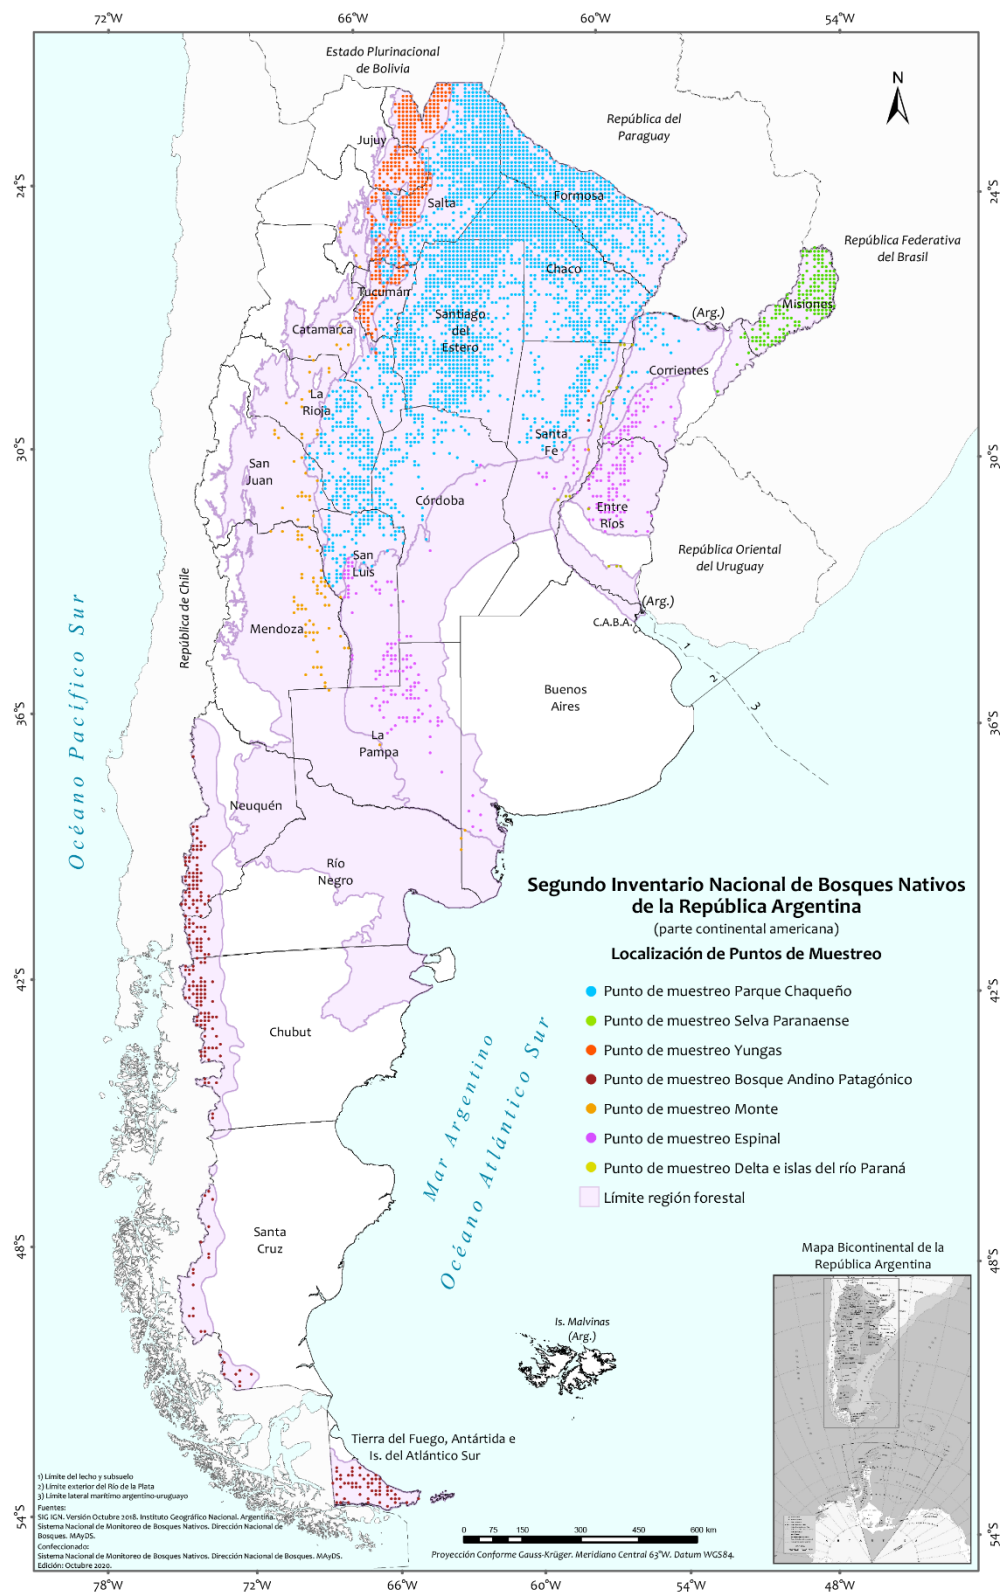 72°W
66°W
60°W
54°W
Estado Plurinacional
de Bolivia
N
República del
Paraguay
Jujuy
24°S
24°S
Formosa
Salta
República Federativa
del Brasil
Chaco
Tucumán
Misiones
Santiago
del
Estero
(Arg.)
Catamarca
Corrientes
La
Rioja
Santa
Fe
30°S
30°S
San
Juan
Córdoba
Entre
Ríos
San
Luis
República Oriental
del Uruguay
República de Chile
Océano Pacífico Sur
(Arg.)
C.A.B.A.
Mendoza
1
2
3
Buenos
Aires
36°S
36°S
La
Pampa
Neuquén
Río
Negro
Segundo Inventario Nacional de Bosques Nativos
de la República Argentina
(parte continental americana)
Localización de Puntos de Muestreo
42°S
42°S
Punto de muestreo Parque Chaqueño
Punto de muestreo Selva Paranaense
Punto de muestreo Yungas
Punto de muestreo Bosque Andino Patagónico
Punto de muestreo Monte
Punto de muestreo Espinal
Punto de muestreo Delta e islas del río Paraná
Límite región forestal
Chubut
Mar Argentino
Océano Atlántico Sur
Santa
Cruz
48°S
48°S
Mapa Bicontinental de la
República Argentina
Is. Malvinas
(Arg.)
Tierra del Fuego, Antártida e
Is. del Atlántico Sur
1) Límite del lecho y subsuelo
2) Límite exterior del Río de la Plata
3) Límite lateral marítimo argentino-uruguayo
Fuentes:
SIG IGN. Versión Octubre 2018. Instituto Geográfico Nacional. Argentina.
Sistema Nacional de Monitoreo de Bosques Nativos. Dirección Nacional de
Bosques. MAyDS.
Confeccionado:
Sistema Nacional de Monitoreo de Bosques Nativos. Dirección Nacional de Bosques. MAyDS.
Edición: Octubre 2020.
54°S
54°S
0 75 150 300 450 600 km
Proyección Conforme Gauss-Krüger. Meridiano Central 63°W. Datum WGS84.
78°W
72°W
66°W
60°W
54°W
48°W